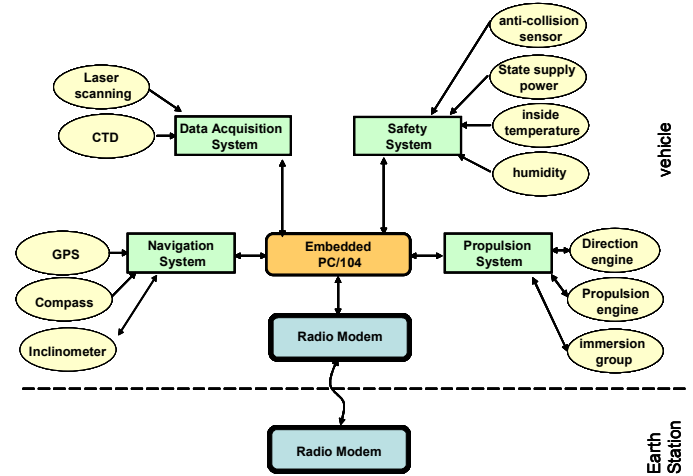 anti-collision
sensor
Laser
scanning
State supply
power
CTD
Data Acquisition
System
Safety
System
inside
temperature
humidity
vehicle
GPS
Navigation
System
Embedded
PC/104
Propulsion
System
Direction
engine
Compass
Propulsion
engine
Inclinometer
Radio Modem
immersion
group
Radio Modem
Earth
Station